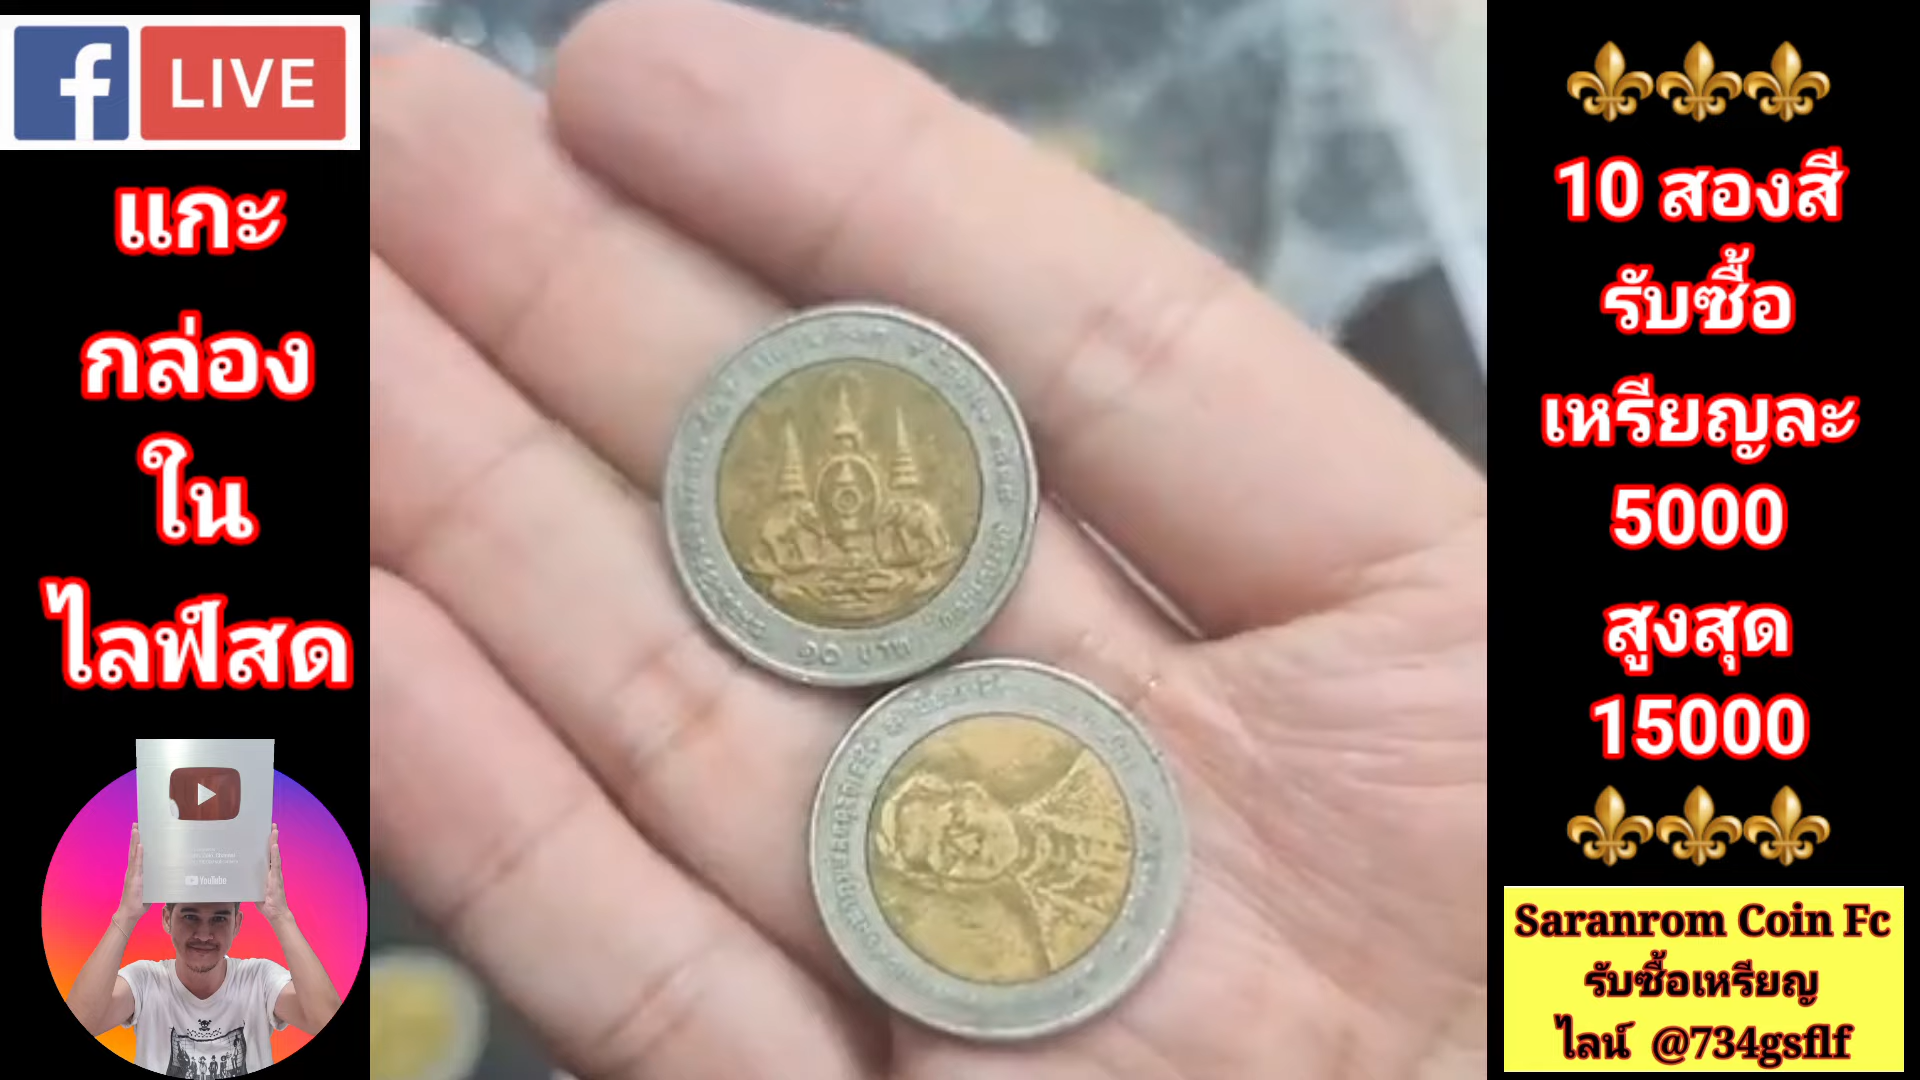 LIVE
แกะ
กล่อง
ใน
ไลฟ์สด
YouTube
๑๐ บาท
10 สองสี
รับซื้อ
เหรียญละ
5000
สูงสุด
15000
Saranrom Coin Fc
รับซื้อเหรียญ
ไลน์ @734gsflf